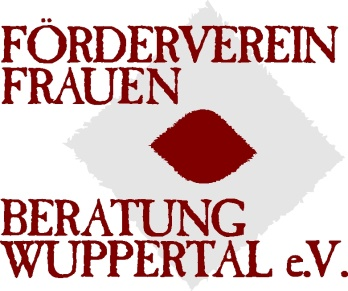 FÖRDERVEREIN
FRAUEN
BERATUNG
WUPPERTAL e.V.